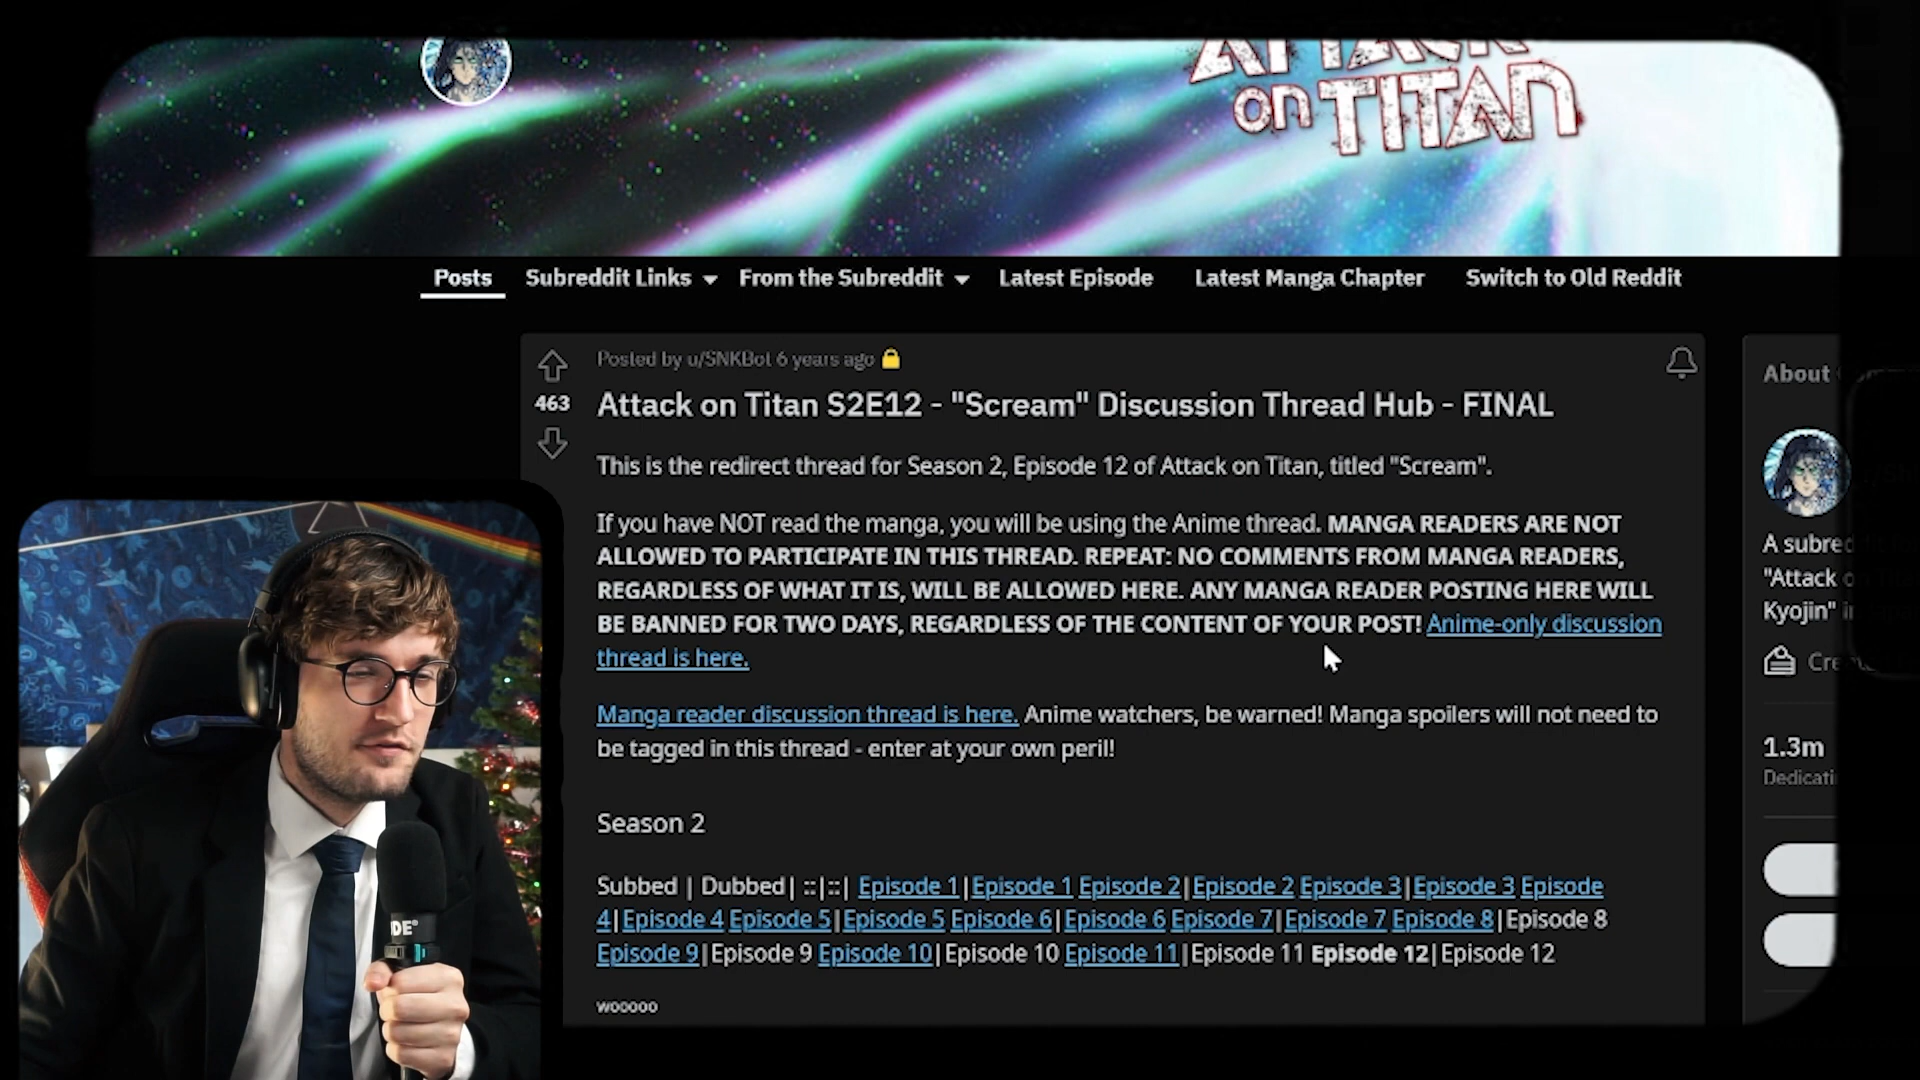 ATTACK
on TITAN
Posts Subreddit Links From the Subreddit Latest Episode Latest Manga Chapter Switch to Old Reddit
Posted by u/SNKBot 6 years ago
463
Attack on Titan S2E12 - "Scream" Discussion Thread Hub - FINAL
This is the redirect thread for Season 2, Episode 12 of Attack on Titan, titled "Scream".
If you have NOT read the manga, you will be using the Anime thread. MANGA READERS ARE NOT
ALLOWED TO PARTICIPATE IN THIS THREAD. REPEAT: NO COMMENTS FROM MANGA READERS,
REGARDLESS OF WHAT IT IS, WILL BE ALLOWED HERE. ANY MANGA READER POSTING HERE WILL
BE BANNED FOR TWO DAYS, REGARDLESS OF THE CONTENT OF YOUR POST! Anime-only discussion
thread is here.
Manga reader discussion thread is here. Anime watchers, be warned! Manga spoilers will not need to
be tagged in this thread - enter at your own peril!
Season 2
Subbed | Dubbed| ::|::| Episode 1|Episode 1 Episode 2|Episode 2 Episode 3|Episode 3 Episode
4|Episode 4 Episode 5|Episode 5 Episode 6|Episode 6 Episode 7|Episode 7 Episode 8|Episode 8
Episode 9|Episode 9 Episode 10|Episode 10 Episode 11|Episode 11 Episode 12|Episode 12
wooooo
About
A subred
"Attack o
Kyojin" i
Cre
1.3m
Dedicati
DE®